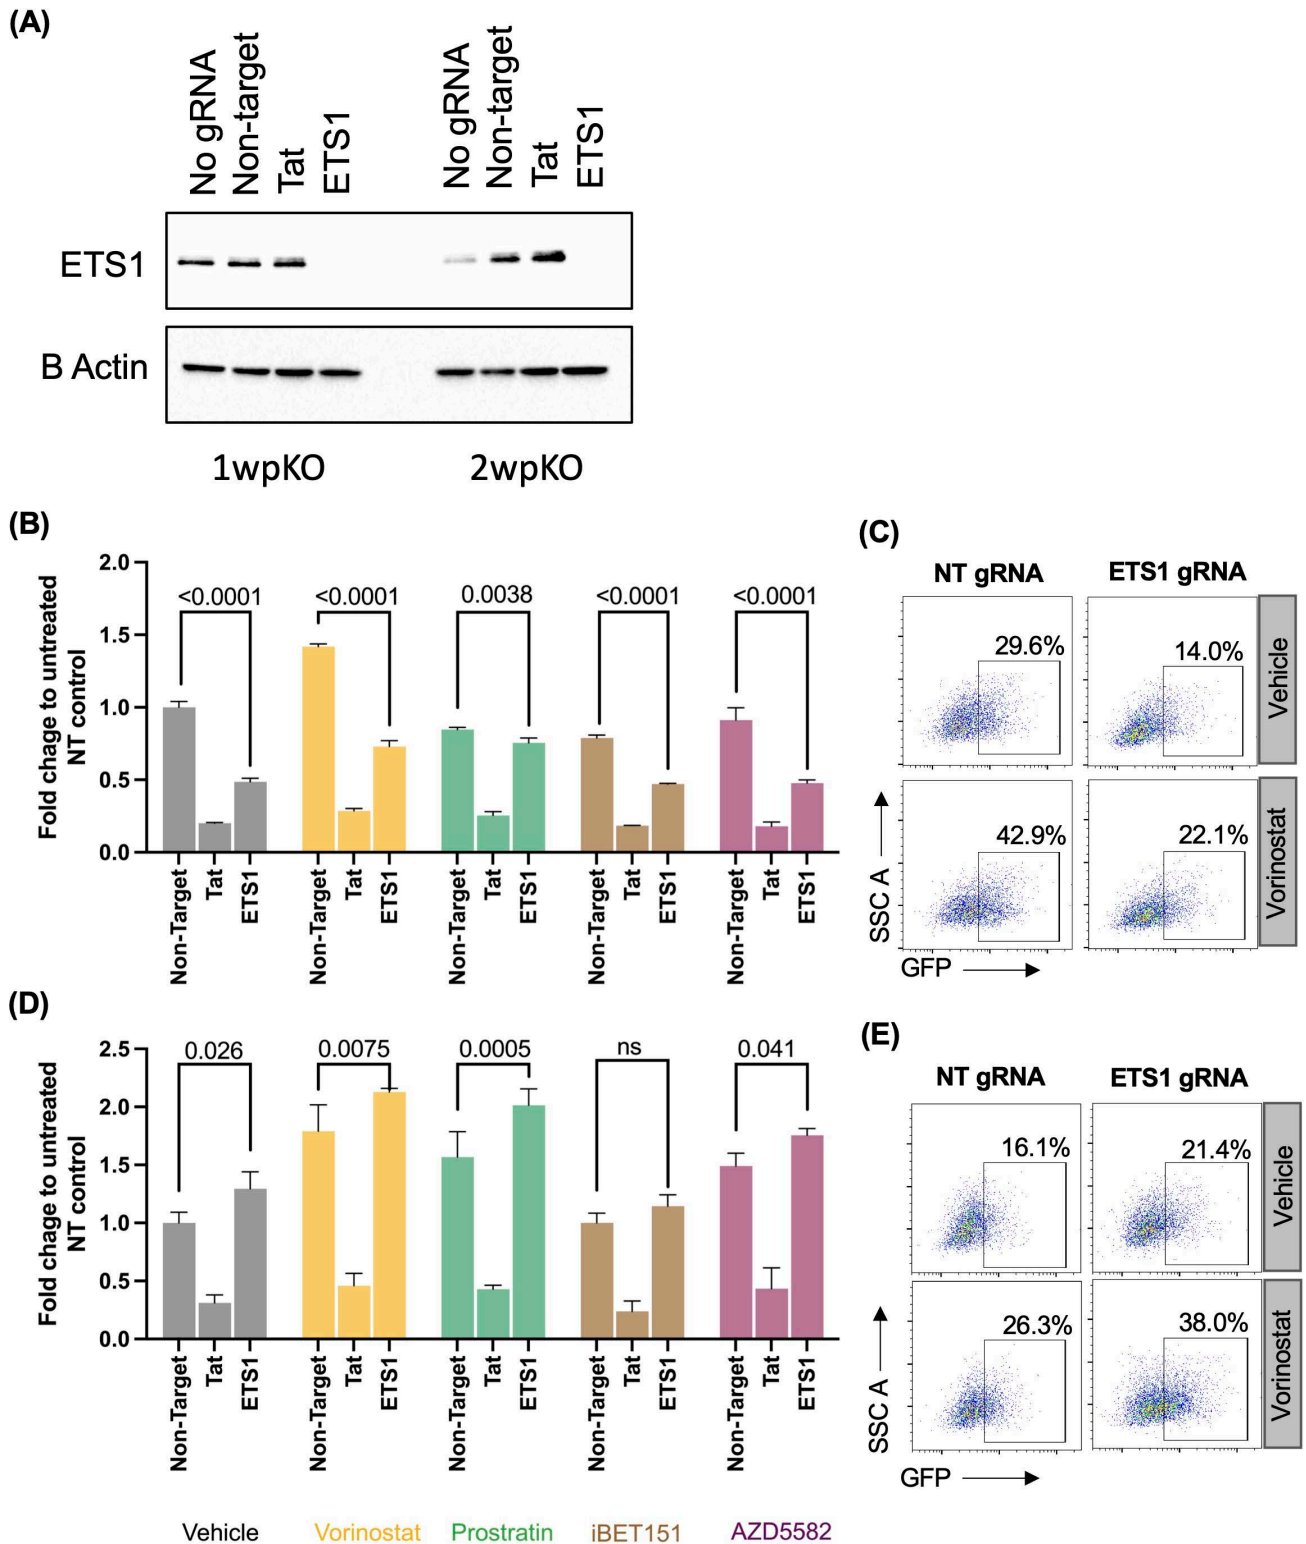 (A)
No gRNA
Non-target
Tat
ETS1
No gRNA
Non-target
Tat
ETS1
ETS1
B Actin
1wpKO
2wpKO
(B)
Fold chage to untreated
NT control
2.0
1.5
1.0
0.5
0.0
<0.0001
<0.0001
0.0038
<0.0001
<0.0001
Non-Target
Tat
ETS1
Non-Target
Tat
ETS1
Non-Target
Tat
ETS1
Non-Target
Tat
ETS1
Non-Target
Tat
ETS1
(C)
NT gRNA
ETS1 gRNA
29.6%
14.0%
Vehicle
42.9%
22.1%
Vorinostat
SSC A
GFP
(D)
Fold chage to untreated
NT control
2.5
2.0
1.5
1.0
0.5
0.0
0.026
0.0075
0.0005
ns
0.041
Non-Target
Tat
ETS1
Non-Target
Tat
ETS1
Non-Target
Tat
ETS1
Non-Target
Tat
ETS1
Non-Target
Tat
ETS1
Vehicle
Vorinostat
Prostratin
iBET151
AZD5582
(E)
NT gRNA
ETS1 gRNA
16.1%
21.4%
Vehicle
26.3%
38.0%
Vorinostat
SSC A
GFP